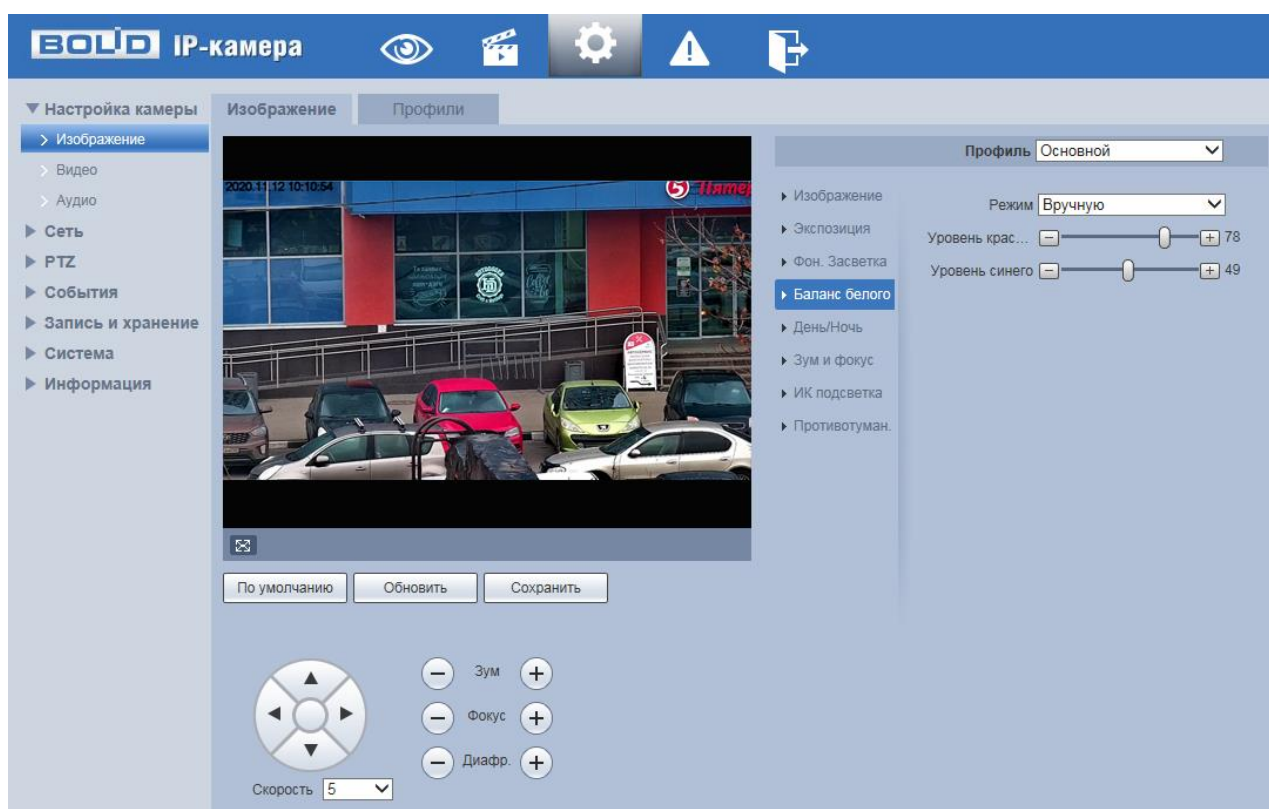 BOLID IP-камера
Настройка камеры
Изображение
Видео
Аудио
Сеть
PTZ
События
Запись и хранение
Система
Информация
Изображение Профили
2020.11.12 10:10:54
5 Пятер
По умолчанию Обновить Сохранить
Зум
Фокус
Диафр.
Скорость 5
Профиль Основной
Изображение
Экспозиция
Фон. Засветка
Баланс белого
День/Ночь
Зум и фокус
ИК подсветка
Противотуман.
Режим Вручную
Уровень крас... 78
Уровень синего 49